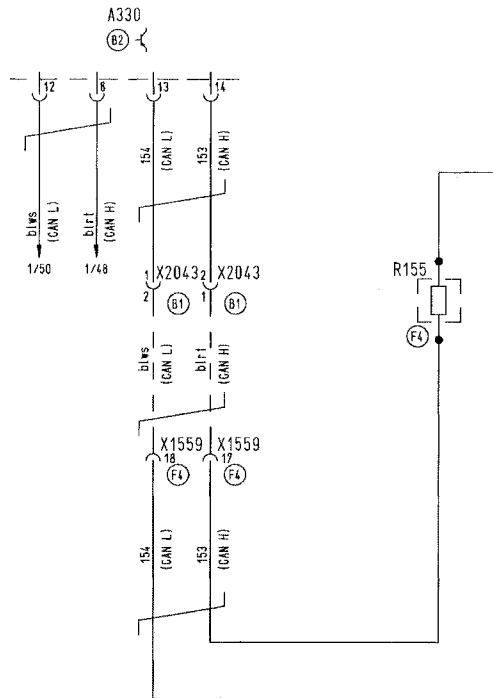 A330
B2
12
6
13
14
blws
(CAN L)
blrt
(CAN H)
154
(CAN L)
153
(CAN H)
1/50
1/48
1
X2043
2
X2043
2
B1
1
B1
R155
F4
blws
(CAN L)
blrt
(CAN H)
X1559
X1559
18
17
F4
F4
154
(CAN L)
153
(CAN H)